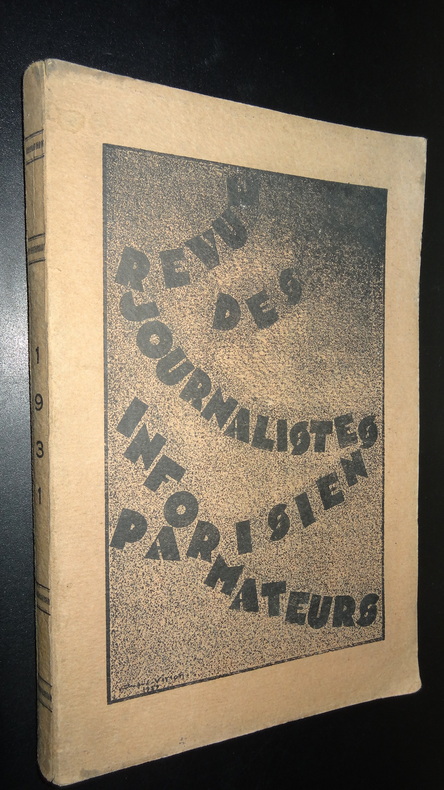 1931
REVUE
DES
JOURNALISTES
INFORMATEURS
PARISIEN